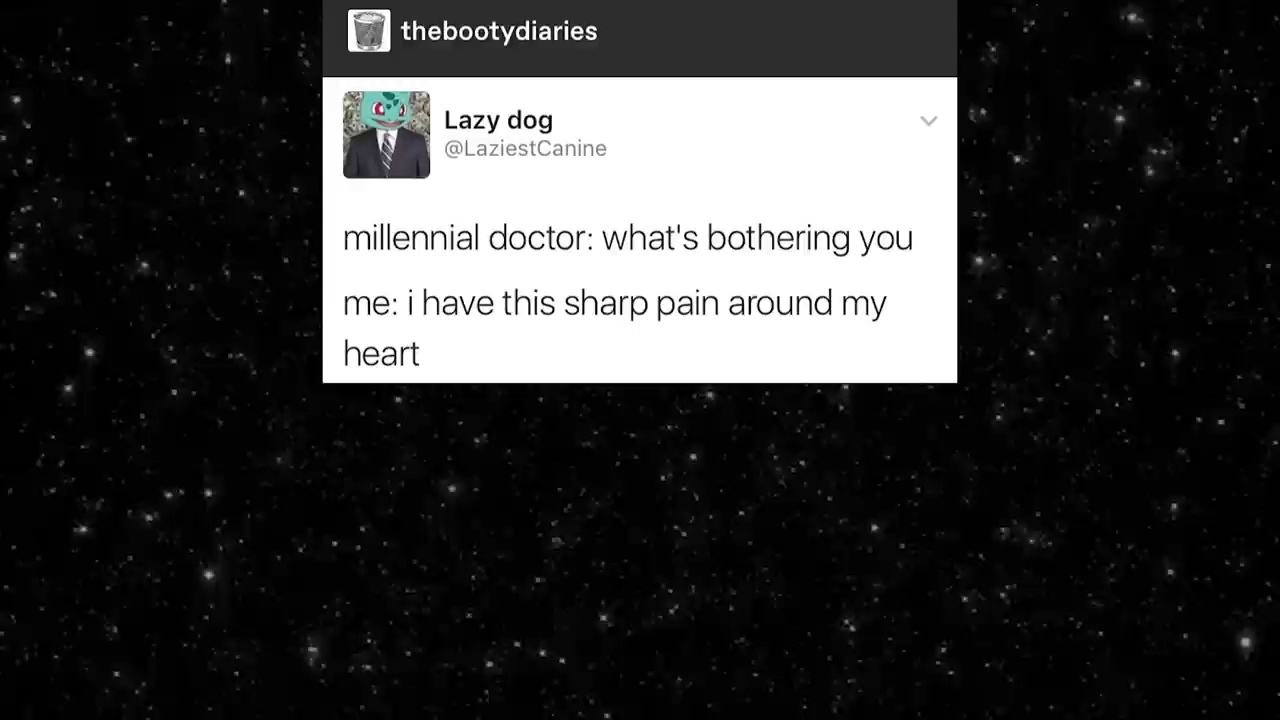 thebootydiaries
Lazy dog
@LaziestCanine
millennial doctor: what's bothering you
me: i have this sharp pain around my
heart